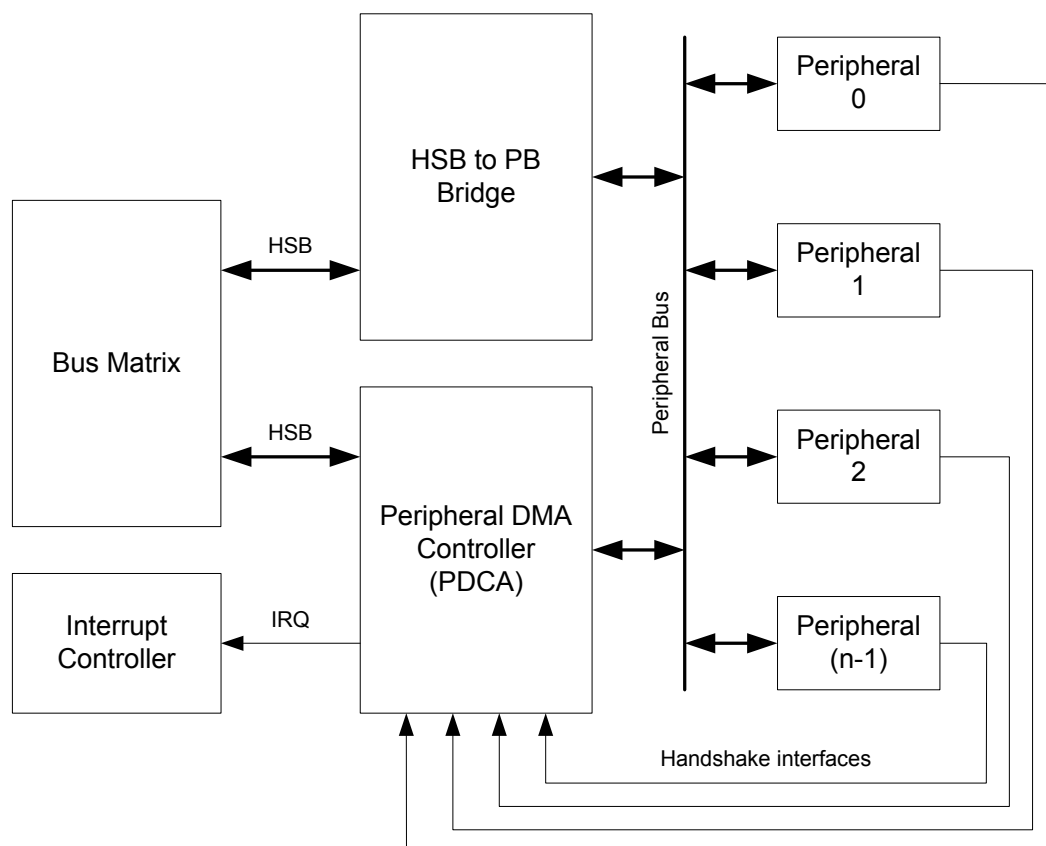 Peripheral
0
HSB to PB
Bridge
HSB
Peripheral
1
Peripheral Bus
Bus Matrix
HSB
Peripheral
2
Peripheral DMA
Controller
(PDCA)
Interrupt
Controller
IRQ
Peripheral
(n-1)
Handshake interfaces